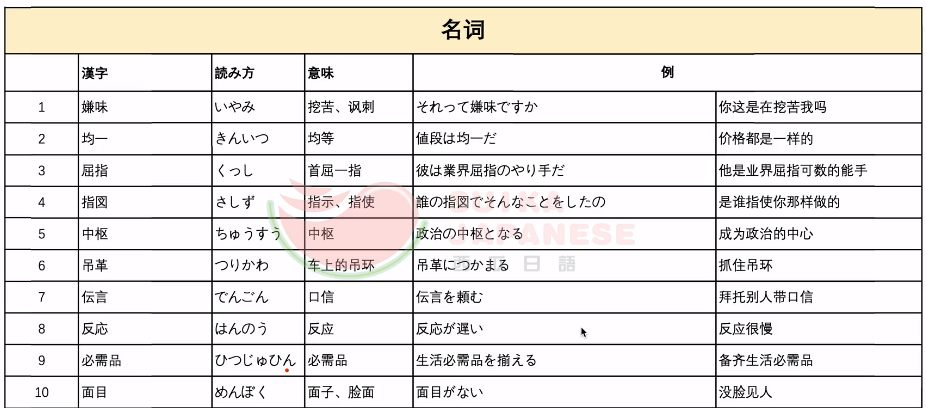 名词
漢字 読み方 意味 例
1 嫌味 いやみ 挖苦、讽刺 それって嫌味ですか 你这是在挖苦我吗
2 均一 きんいつ 均等 値段は均一だ 价格都是一样的
3 屈指 くっし 首屈一指 彼は業界屈指のやり手だ 他是业界屈指可数的能手
4 指図 さしず 指示、指使 誰の指図でそんなことをしたの 是谁指使你那样做的
5 中枢 ちゅうすう 中枢 政治の中枢となる 成为政治的中心
6 吊革 つりかわ 车上的吊环 吊革につかまる 抓住吊环
7 伝言 でんごん 口信 伝言を頼む 拜托别人带口信
8 反応 はんのう 反应 反応が遅い 反应很慢
9 必需品 ひつじゅひん 必需品 生活必需品を揃える 备齐生活必需品
10 面目 めんぼく 面子、脸面 面目がない 没脸见人
JAPANESE